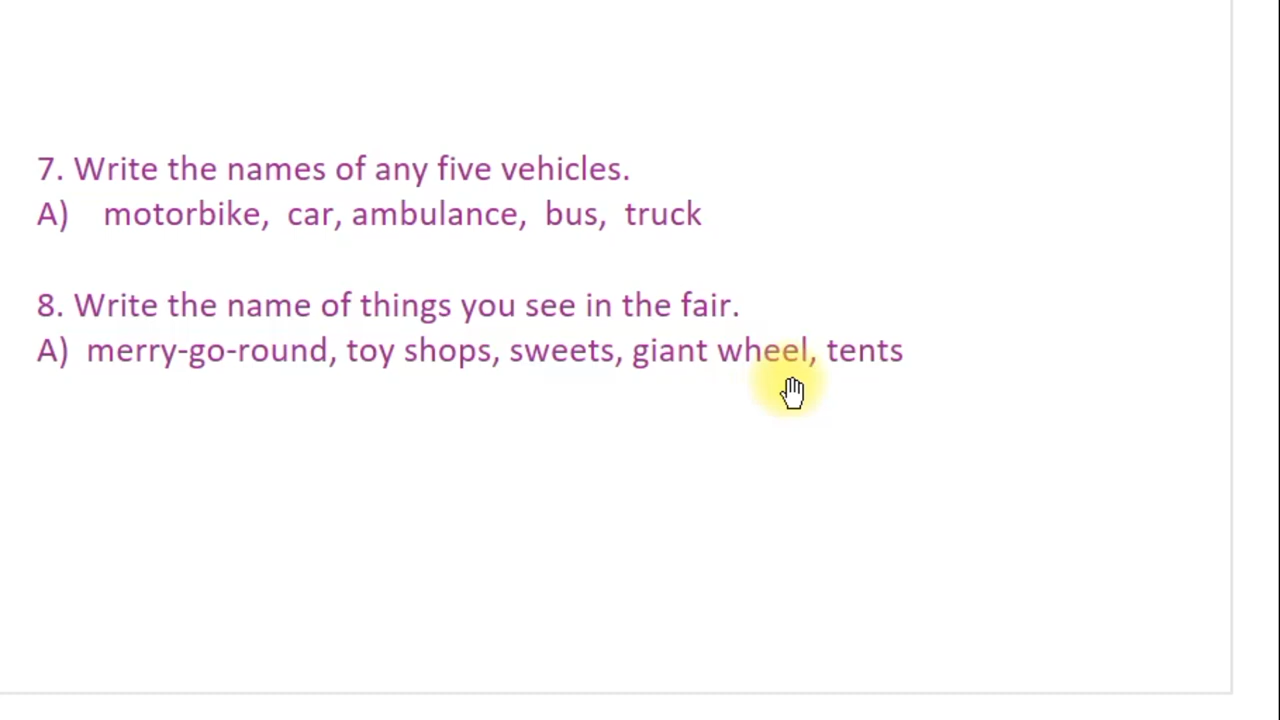 7. Write the names of any five vehicles.
A) motorbike, car, ambulance, bus, truck
8. Write the name of things you see in the fair.
A) merry-go-round, toy shops, sweets, giant wheel, tents